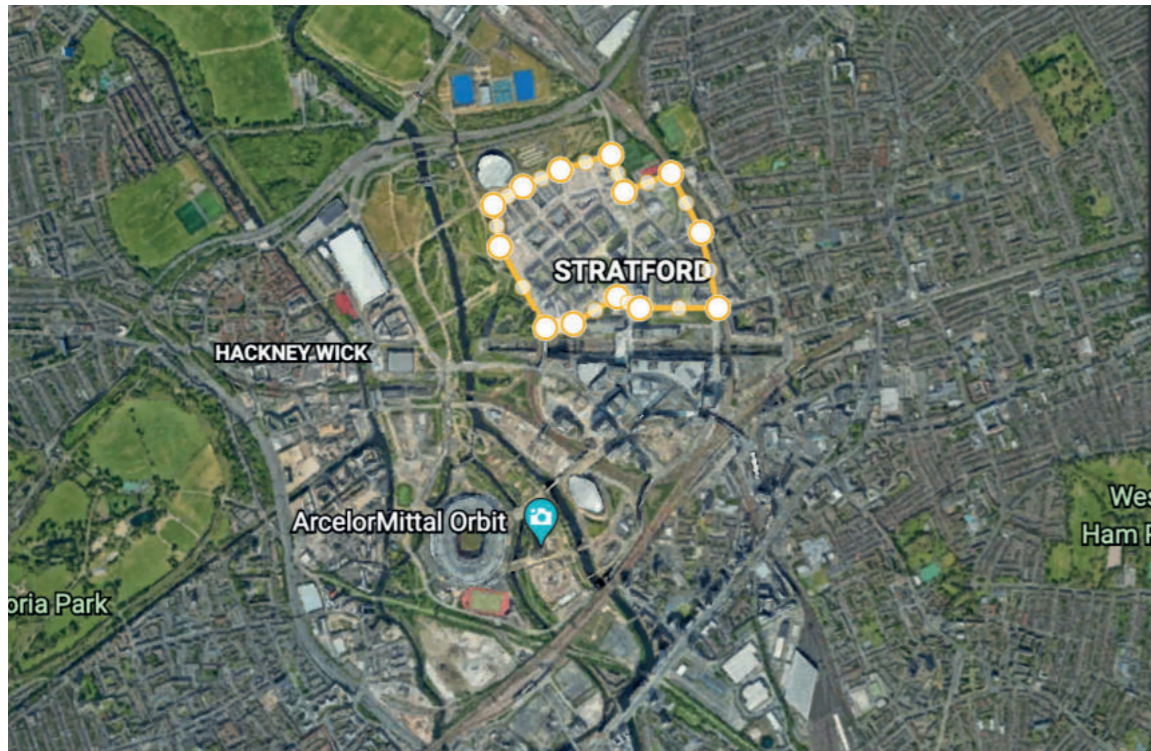 STRATFORD
HACKNEY WICK
ArcelorMittal Orbit
Wes
Ham P
oria Park